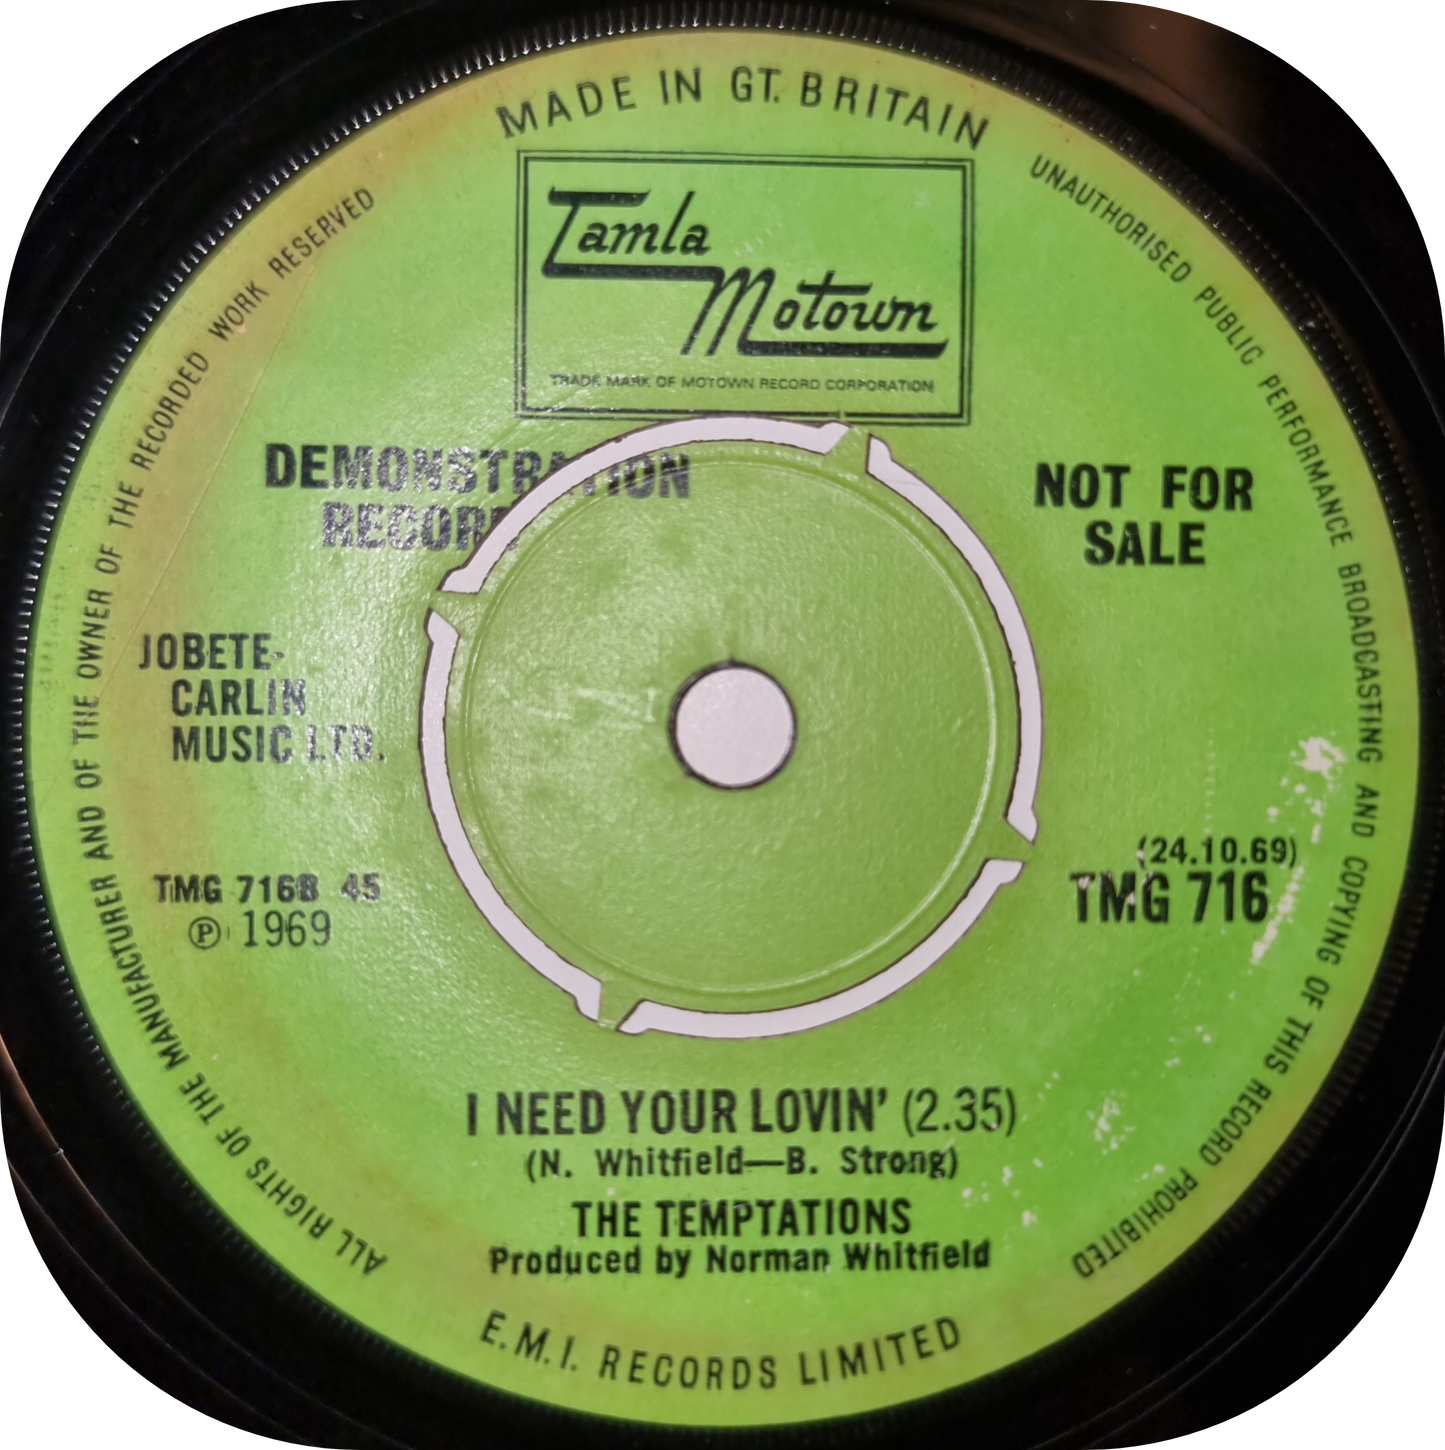 MADE IN GT. BRITAIN
Tamla
Motown
TRADE MARK OF MOTOWN RECORD CORPORATION
DEMONSTRATION
RECORD
NOT FOR
SALE
JOBETE-
CARLIN
MUSIC LTD.
TMG 716B 45
Ⓟ 1969
(24.10.69)
TMG 716
I NEED YOUR LOVIN' (2.35)
(N. Whitfield—B. Strong)
THE TEMPTATIONS
Produced by Norman Whitfield
E.M.I. RECORDS LIMITED
ALL RIGHTS OF THE MANUFACTURER AND OF THE OWNER OF THE RECORDED WORK RESERVED
UNAUTHORISED PUBLIC PERFORMANCE BROADCASTING AND COPYING OF THIS RECORD PROHIBITED